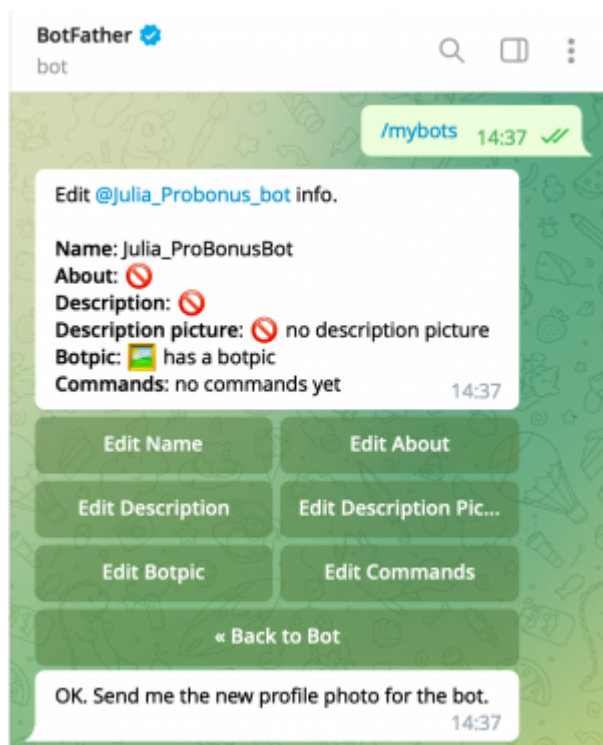 BotFather
bot
/mybots 14:37
Edit @Julia_Probonus_bot info.
Name: Julia_ProBonusBot
About: 🚫
Description: 🚫
Description picture: 🚫 no description picture
Botpic: 🖼 has a botpic
Commands: no commands yet
14:37
Edit Name
Edit About
Edit Description
Edit Description Pic...
Edit Botpic
Edit Commands
« Back to Bot
OK. Send me the new profile photo for the bot.
14:37